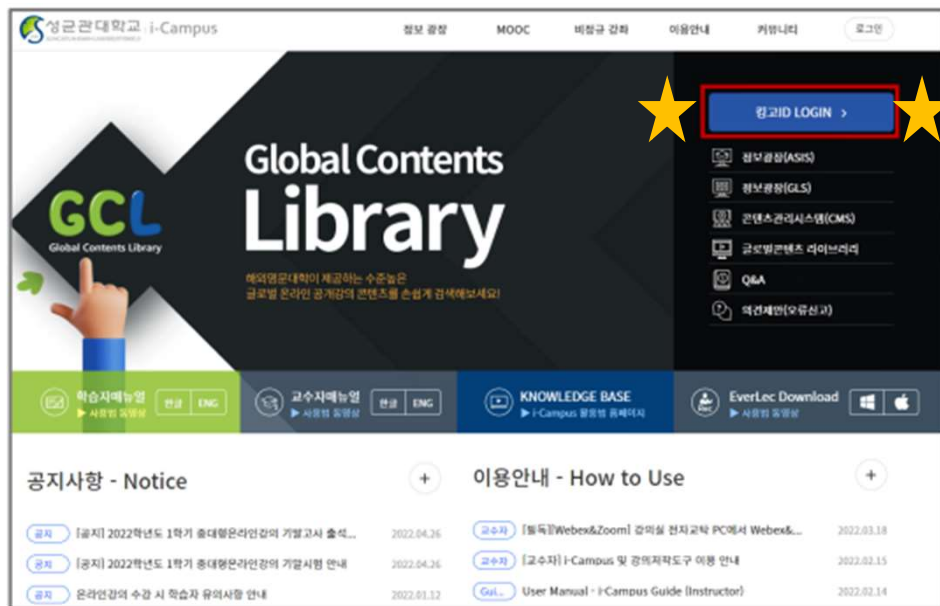 성균관대학교 i-Campus
정보 광장
MOOC
비정규 강좌
이용안내
커뮤니티
로그인
킹고ID LOGIN >
Global Contents
Library
GCL
Global Contents Library
해외명문대학이 제공하는 수준높은
글로벌 온라인 공개강의 콘텐츠를 손쉽게 검색해보세요!
정보광장(ASIS)
정보광장(GLS)
콘텐츠관리시스템(CMS)
글로벌콘텐츠 라이브러리
Q&A
의견제안(오류신고)
학습자매뉴얼
▶ 사용법 동영상
한글 ENG
교수자매뉴얼
▶ 사용법 동영상
한글 ENG
KNOWLEDGE BASE
▶ i-Campus 활용법 홈페이지
Rec
EverLec Download
▶ 사용법 동영상
공지사항 - Notice +
공지 [공지] 2022학년도 1학기 중대형온라인강의 기말고사 출석... 2022.04.26
공지 [공지] 2022학년도 1학기 중대형온라인강의 기말시험 안내 2022.04.26
공지 온라인강의 수강 시 학습자 유의사항 안내 2022.01.12
이용안내 - How to Use +
교수자 [필독][Webex&Zoom] 강의실 전자교탁 PC에서 Webex&... 2022.03.18
교수자 [교수자] i-Campus 및 강의저작도구 이용 안내 2022.02.15
Gui... User Manual - i-Campus Guide (Instructor) 2022.02.14